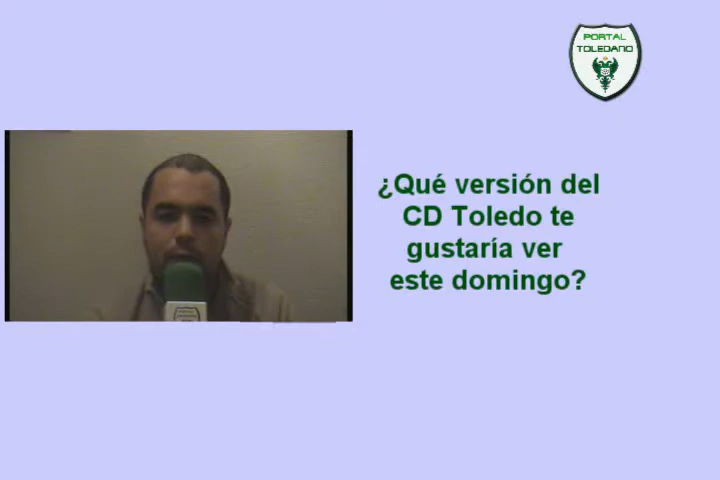 PORTAL
TOLEDANO
¿Qué versión del
CD Toledo te
gustaría ver
este domingo?